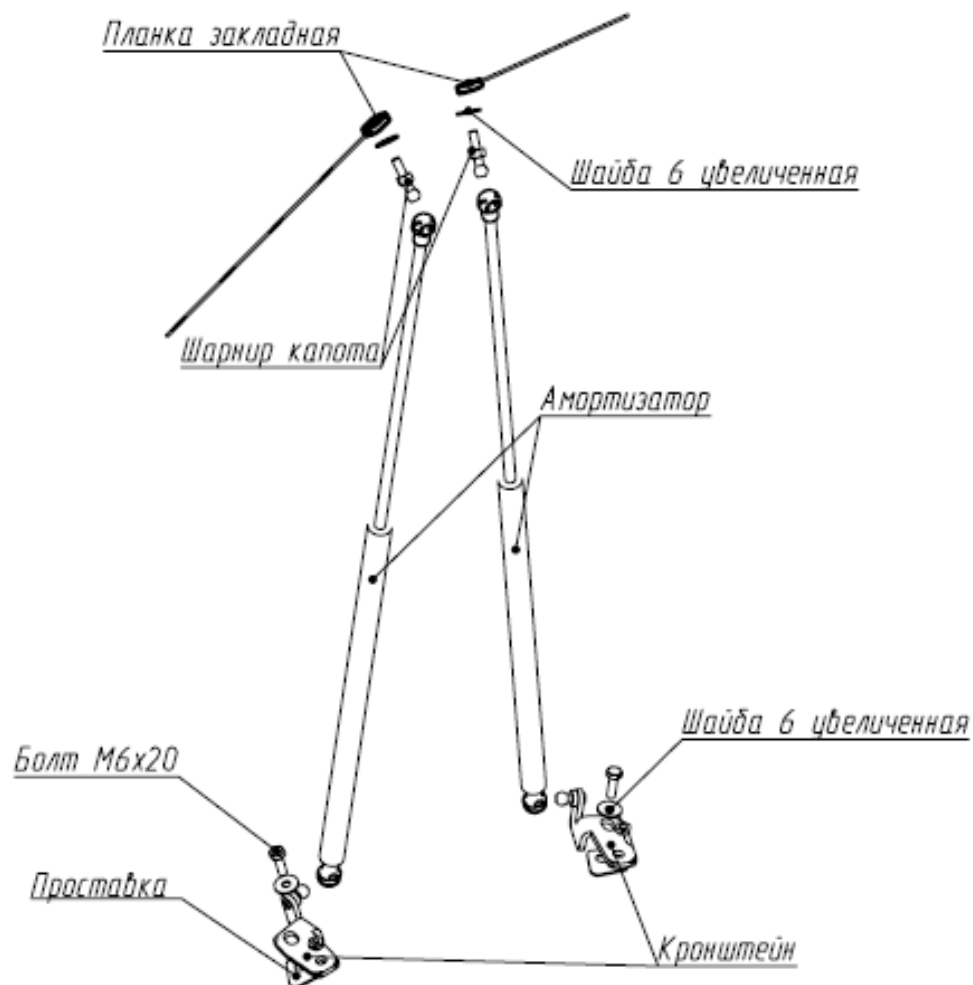 Планка закладная
Шайба 6 увеличенная
Шарнир капота
Амортизатор
Шайба 6 увеличенная
Болт М6х20
Проставка
Кронштейн